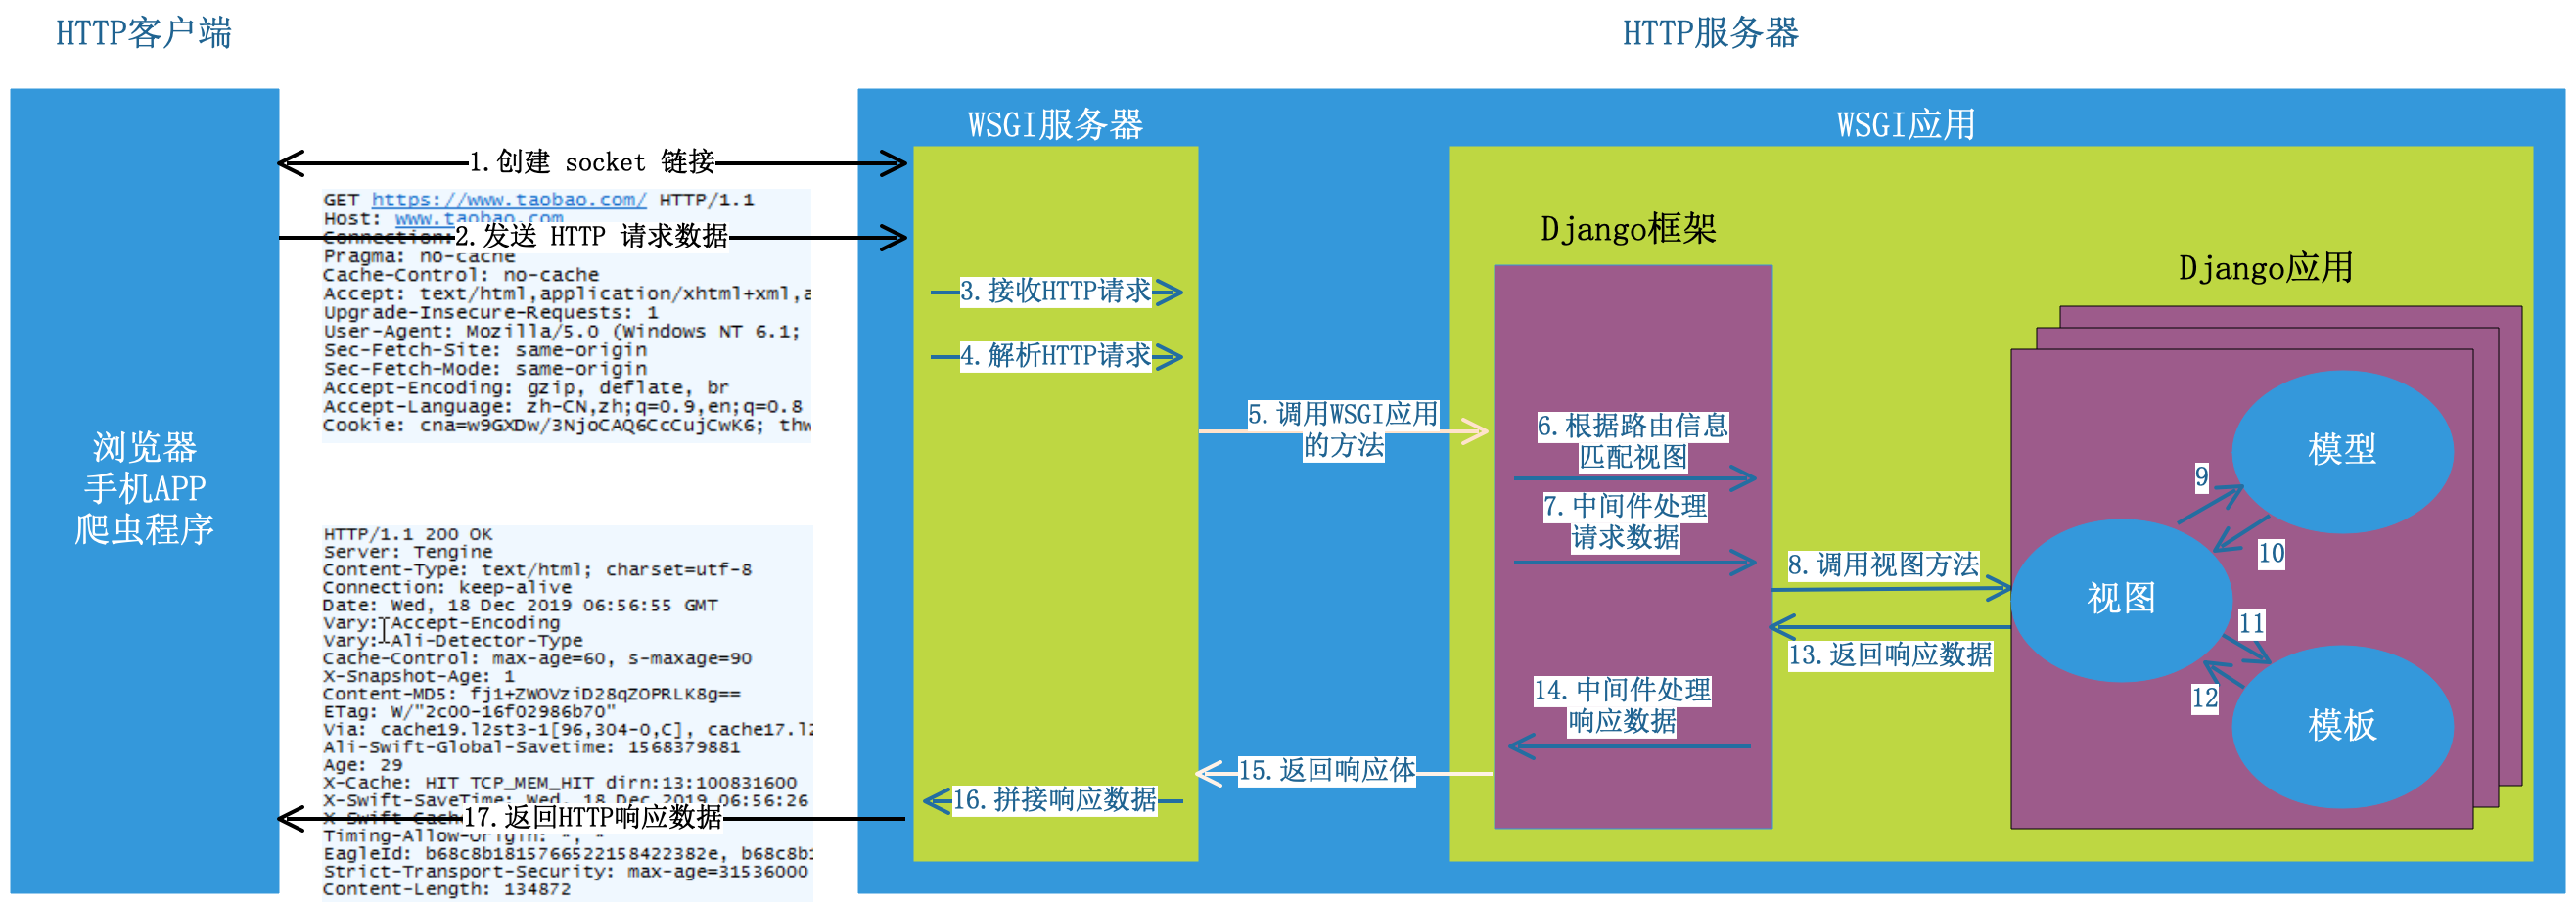 HTTP客户端
HTTP服务器
浏览器
手机APP
爬虫程序
1.创建 socket 链接
GET https://www.taobao.com/ HTTP/1.1
Host: www.taobao.com
Connection:
2.发送 HTTP 请求数据
Pragma: no-cache
Cache-Control: no-cache
Accept: text/html,application/xhtml+xml,a
Upgrade-Insecure-Requests: 1
User-Agent: Mozilla/5.0 (Windows NT 6.1;
Sec-Fetch-Site: same-origin
Sec-Fetch-Mode: same-origin
Accept-Encoding: gzip, deflate, br
Accept-Language: zh-CN,zh;q=0.9,en;q=0.8
Cookie: cna=w9GXDw/3NjoCAQ6CcCujCwK6; thw
HTTP/1.1 200 OK
Server: Tengine
Content-Type: text/html; charset=utf-8
Connection: keep-alive
Date: Wed, 18 Dec 2019 06:56:55 GMT
Vary: Accept-Encoding
Vary: Ali-Detector-Type
Cache-Control: max-age=60, s-maxage=90
X-Snapshot-Age: 1
Content-MD5: fj1+ZWOVziD28qZOPRLK8g==
ETag: W/"2c00-16f02986b70"
Via: cache19.l2st3-1[96,304-0,C], cache17.l2
Ali-Swift-Global-Savetime: 1568379881
Age: 29
X-Cache: HIT TCP_MEM_HIT dirn:13:100831600
X-Swift-SaveTime: Wed, 18 Dec 2019 06:56:26
X-Swift-Cach
17.返回HTTP响应数据
Timing-Allow-Origin: *, *
EagleId: b68c8b1815766522158422382e, b68c8b1
Strict-Transport-Security: max-age=31536000
Content-Length: 134872
WSGI服务器
3.接收HTTP请求
4.解析HTTP请求
16.拼接响应数据
5.调用WSGI应用
的方法
15.返回响应体
WSGI应用
Django框架
6.根据路由信息
匹配视图
7.中间件处理
请求数据
14.中间件处理
响应数据
8.调用视图方法
13.返回响应数据
Django应用
模型
9
10
视图
11
12
模板